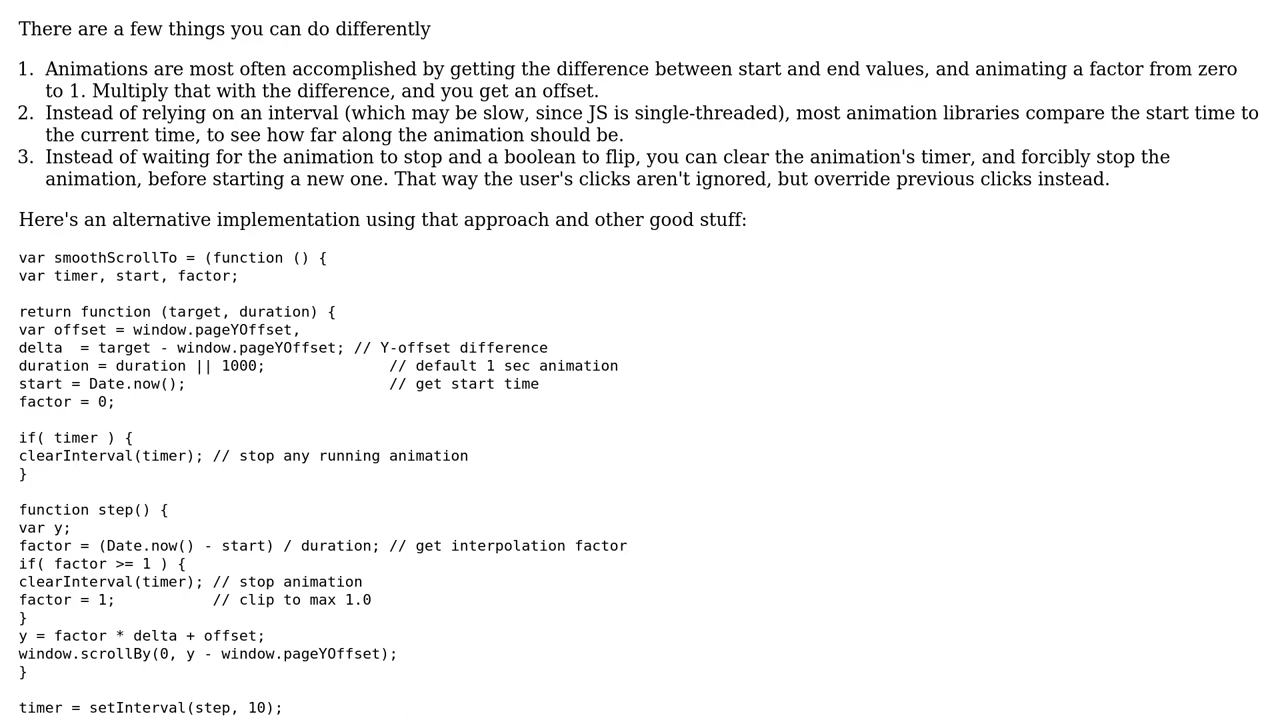 There are a few things you can do differently
1. Animations are most often accomplished by getting the difference between start and end values, and animating a factor from zero
to 1. Multiply that with the difference, and you get an offset.
2. Instead of relying on an interval (which may be slow, since JS is single-threaded), most animation libraries compare the start time to
the current time, to see how far along the animation should be.
3. Instead of waiting for the animation to stop and a boolean to flip, you can clear the animation's timer, and forcibly stop the
animation, before starting a new one. That way the user's clicks aren't ignored, but override previous clicks instead.
Here's an alternative implementation using that approach and other good stuff:
var smoothScrollTo = (function () {
var timer, start, factor;
return function (target, duration) {
var offset = window.pageYOffset,
delta  = target - window.pageYOffset; // Y-offset difference
duration = duration || 1000;              // default 1 sec animation
start = Date.now();                       // get start time
factor = 0;
if( timer ) {
clearInterval(timer); // stop any running animation
}
function step() {
var y;
factor = (Date.now() - start) / duration; // get interpolation factor
if( factor >= 1 ) {
clearInterval(timer); // stop animation
factor = 1;           // clip to max 1.0
}
y = factor * delta + offset;
window.scrollBy(0, y - window.pageYOffset);
}
timer = setInterval(step, 10);